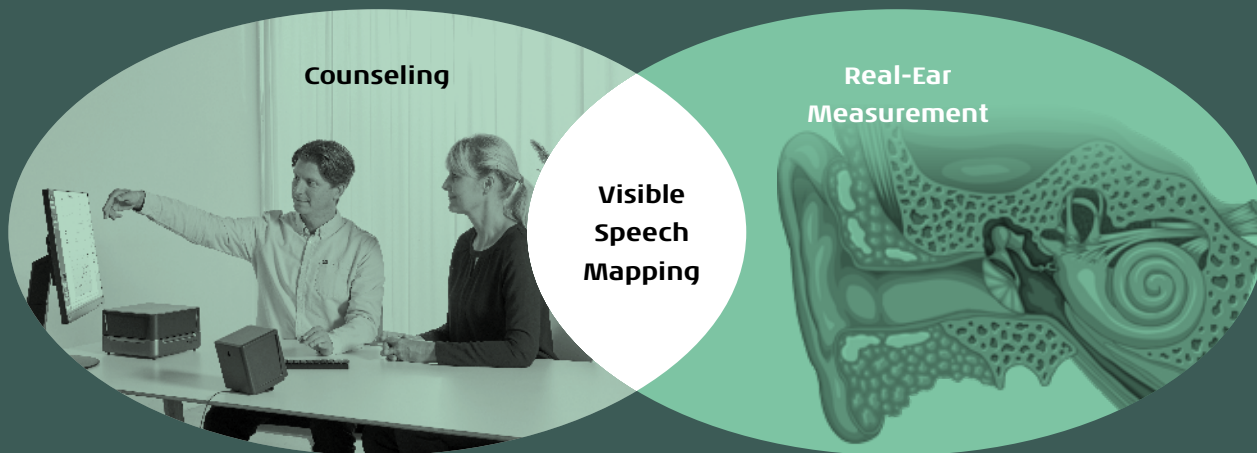 Counseling
Real-Ear
Measurement
Visible
Speech
Mapping